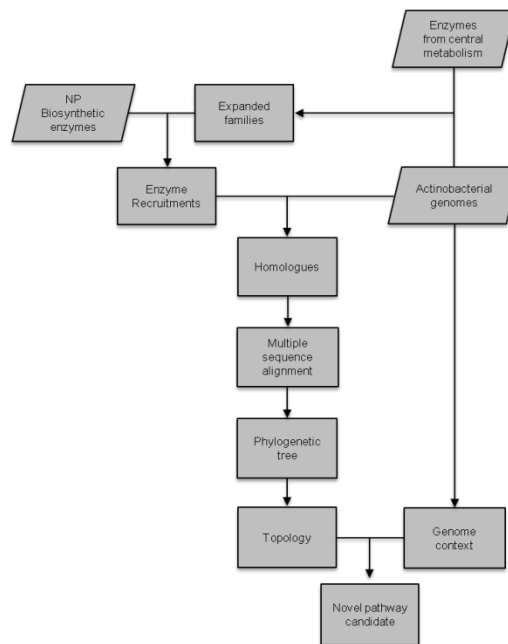 Enzymes
from central
metabolism
NP
Biosynthetic
enzymes
Expanded
families
Enzyme
Recruitments
Actinobacterial
genomes
Homologues
Multiple
sequence
alignment
Phylogenetic
tree
Topology
Genome
context
Novel pathway
candidate